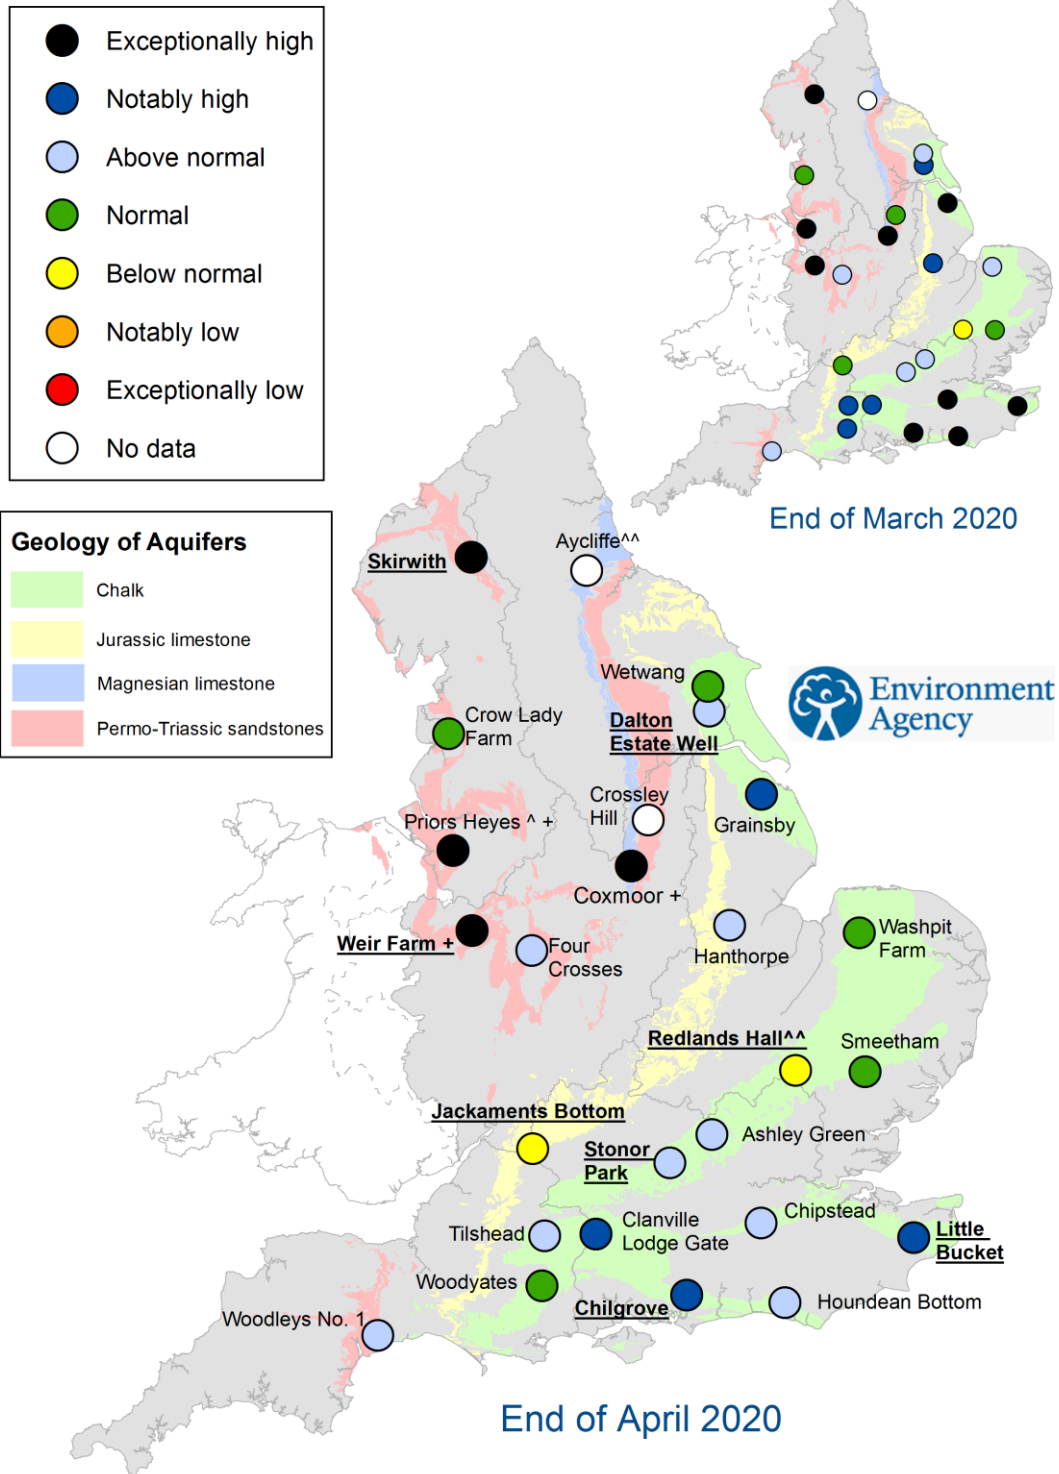 Exceptionally high
Notably high
Above normal
Normal
Below normal
Notably low
Exceptionally low
No data
Geology of Aquifers
Chalk
Jurassic limestone
Magnesian limestone
Permo-Triassic sandstones
End of March 2020
Environment
Agency
Aycliffe^^
Skirwith
Wetwang
Dalton
Estate Well
Crow Lady
Farm
Crossley
Hill
Grainsby
Priors Heyes ^ +
Coxmoor +
Weir Farm +
Four
Crosses
Hanthorpe
Washpit
Farm
Redlands Hall^^
Smeetham
Jackaments Bottom
Stonor
Park
Ashley Green
Tilshead
Clanville
Lodge Gate
Chipstead
Little
Bucket
Woodyates
Chilgrove
Houndean Bottom
Woodleys No. 1
End of April 2020